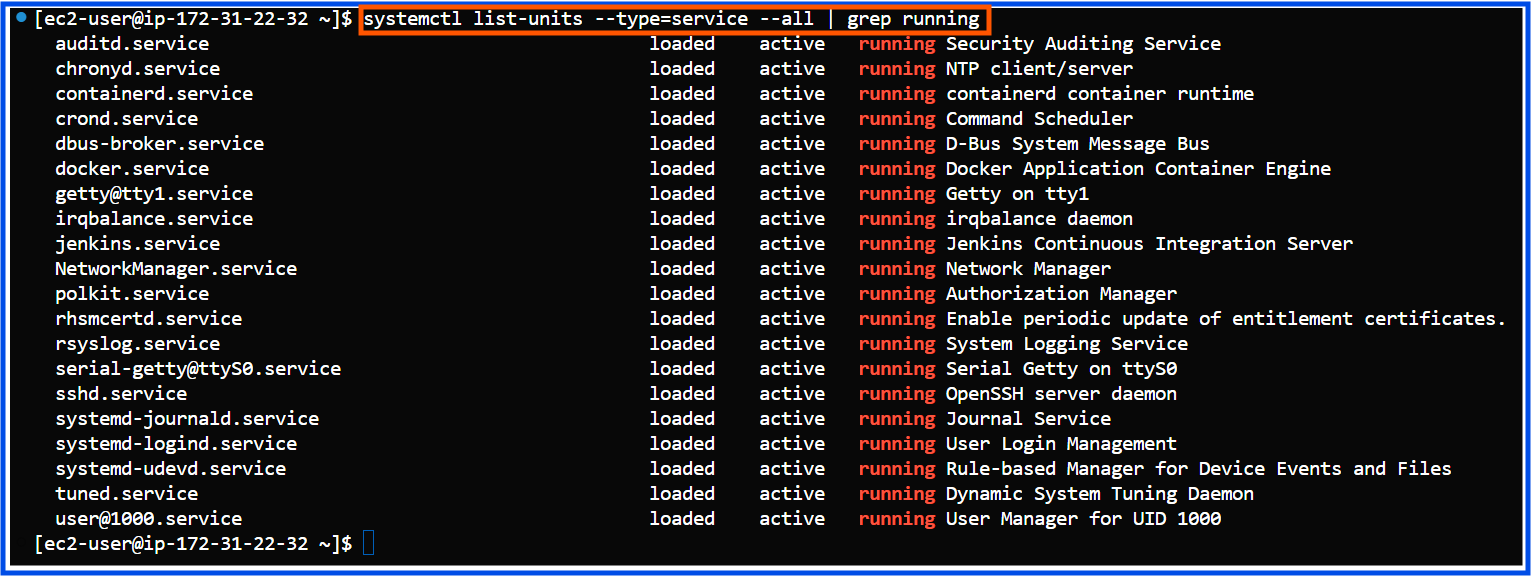 [ec2-user@ip-172-31-22-32 ~]$ systemctl list-units --type=service --all | grep running
auditd.service loaded active running Security Auditing Service
chronyd.service loaded active running NTP client/server
containerd.service loaded active running containerd container runtime
crond.service loaded active running Command Scheduler
dbus-broker.service loaded active running D-Bus System Message Bus
docker.service loaded active running Docker Application Container Engine
getty@tty1.service loaded active running Getty on tty1
irqbalance.service loaded active running irqbalance daemon
jenkins.service loaded active running Jenkins Continuous Integration Server
NetworkManager.service loaded active running Network Manager
polkit.service loaded active running Authorization Manager
rhsmcertd.service loaded active running Enable periodic update of entitlement certificates.
rsyslog.service loaded active running System Logging Service
serial-getty@ttyS0.service loaded active running Serial Getty on ttyS0
sshd.service loaded active running OpenSSH server daemon
systemd-journald.service loaded active running Journal Service
systemd-logind.service loaded active running User Login Management
systemd-udevd.service loaded active running Rule-based Manager for Device Events and Files
tuned.service loaded active running Dynamic System Tuning Daemon
user@1000.service loaded active running User Manager for UID 1000
[ec2-user@ip-172-31-22-32 ~]$